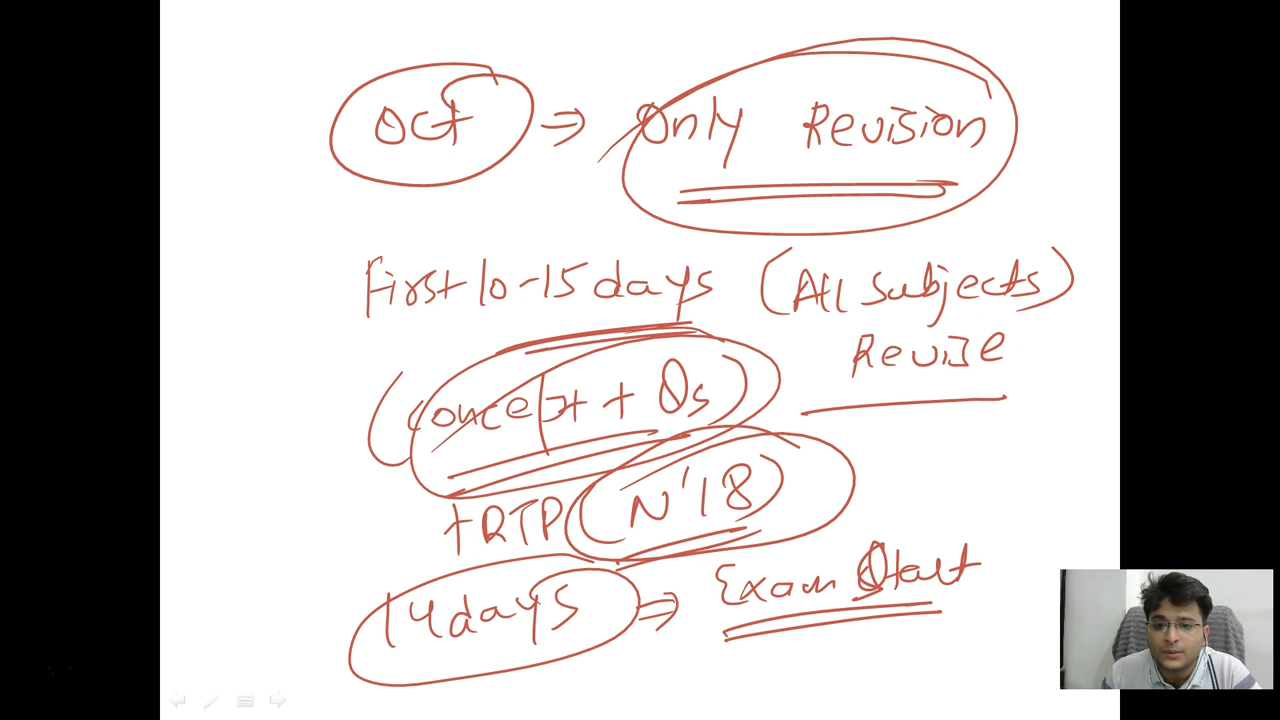 Oct ⇒ Only Revision
First 10-15 days (All subjects)
Revise
(concept + Qs)
+RTP (N'18)
14days ⇒ Exam Start